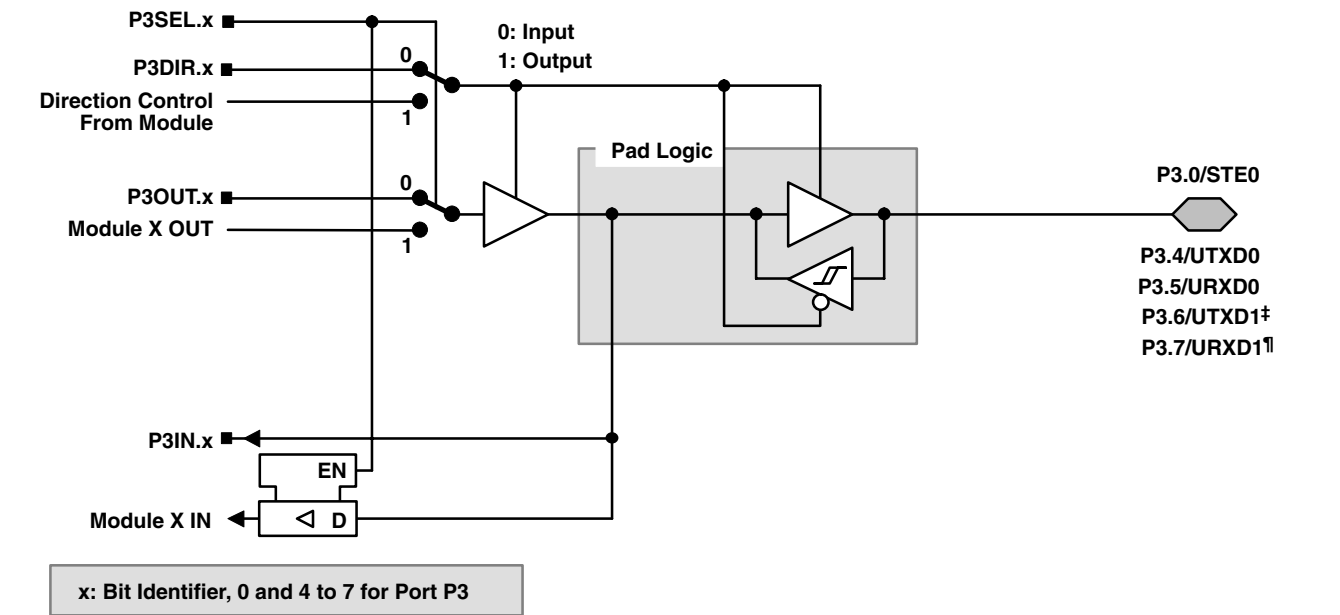 P3SEL.x
0: Input
1: Output
0
P3DIR.x
Direction Control
From Module
1
Pad Logic
P3.0/STE0
0
P3OUT.x
Module X OUT
1
P3.4/UTXD0
P3.5/URXD0
P3.6/UTXD1‡
P3.7/URXD1¶
P3IN.x
EN
Module X IN
D
x: Bit Identifier, 0 and 4 to 7 for Port P3